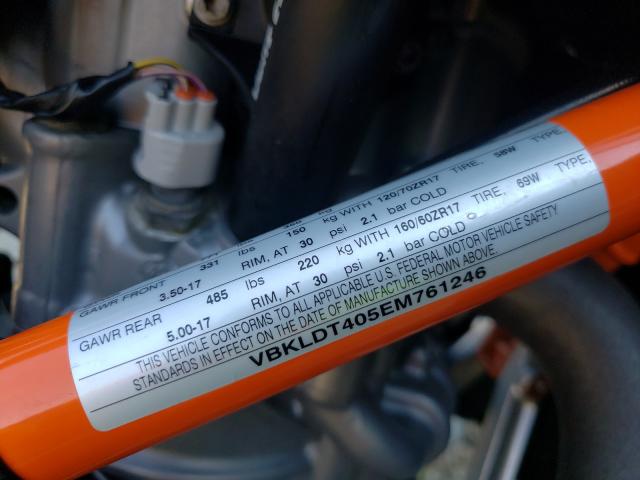 GAWR FRONT 331 lbs 150 kg WITH 120/70ZR17 TIRE, 58W TYPE,
3.50-17 RIM, AT 30 psi 2.1 bar COLD
GAWR REAR 485 lbs 220 kg WITH 160/60ZR17 TIRE, 69W TYPE,
5.00-17 RIM, AT 30 psi 2.1 bar COLD
THIS VEHICLE CONFORMS TO ALL APPLICABLE U.S. FEDERAL MOTOR VEHICLE SAFETY
STANDARDS IN EFFECT ON THE DATE OF MANUFACTURE SHOWN ABOVE
VBKLDT405EM761246